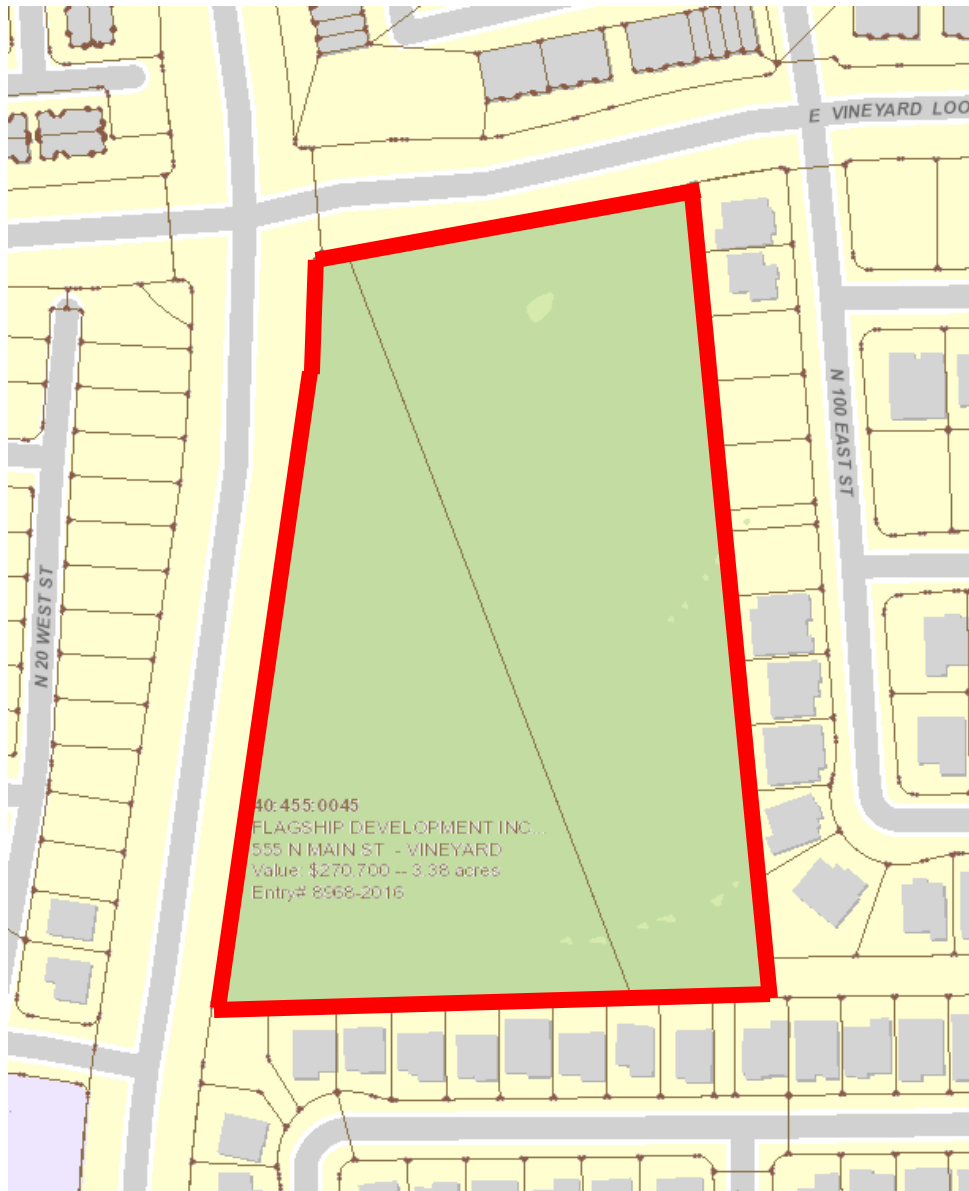 E VINEYARD LOO
N 100 EAST ST
N 20 WEST ST
40:455:0045
FLAGSHIP DEVELOPMENT INC...
555 N MAIN ST - VINEYARD
Value: $270,700 -- 3.38 acres
Entry# 8968-2016